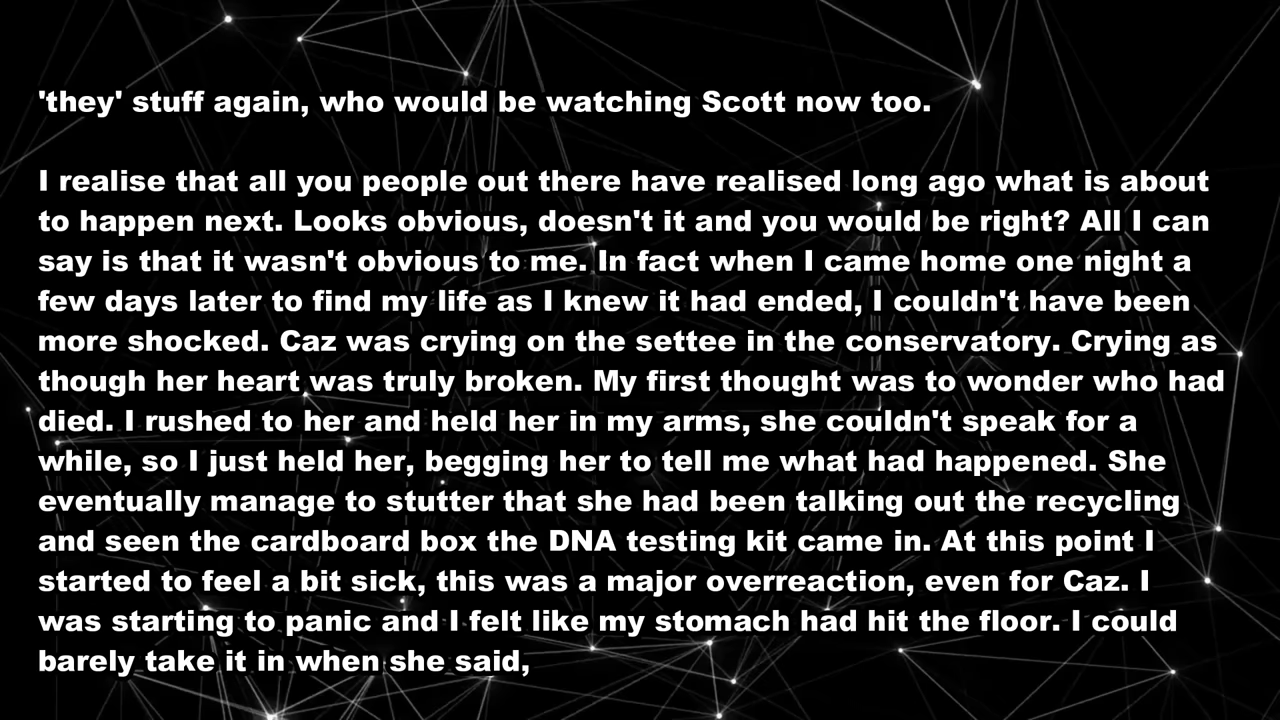 'they' stuff again, who would be watching Scott now too.
I realise that all you people out there have realised long ago what is about
to happen next. Looks obvious, doesn't it and you would be right? All I can
say is that it wasn't obvious to me. In fact when I came home one night a
few days later to find my life as I knew it had ended, I couldn't have been
more shocked. Caz was crying on the settee in the conservatory. Crying as
though her heart was truly broken. My first thought was to wonder who had
died. I rushed to her and held her in my arms, she couldn't speak for a
while, so I just held her, begging her to tell me what had happened. She
eventually manage to stutter that she had been talking out the recycling
and seen the cardboard box the DNA testing kit came in. At this point I
started to feel a bit sick, this was a major overreaction, even for Caz. I
was starting to panic and I felt like my stomach had hit the floor. I could
barely take it in when she said,